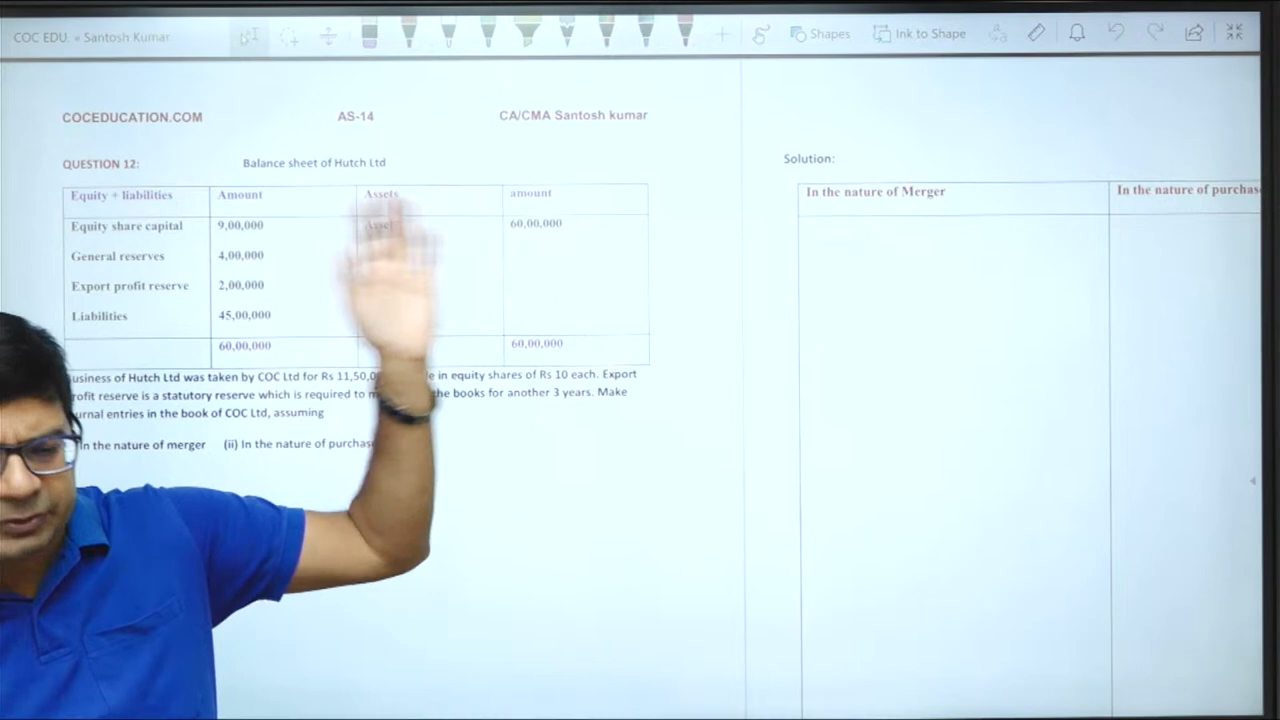 COC EDU. - Santosh Kumar
Shapes
Ink to Shape
COCEDUCATION.COM AS-14 CA/CMA Santosh kumar
QUESTION 12: Balance sheet of Hutch Ltd
Equity + liabilities Amount Assets amount
Equity share capital 9,00,000 60,00,000
General reserves 4,00,000
Export profit reserve 2,00,000
Liabilities 45,00,000
60,00,000 60,00,000
usiness of Hutch Ltd was taken by COC Ltd for Rs 11,50,0 e in equity shares of Rs 10 each. Export
rofit reserve is a statutory reserve which is required to the books for another 3 years. Make
urnal entries in the book of COC Ltd, assuming
In the nature of merger (ii) In the nature of purchas
Solution:
In the nature of Merger In the nature of purchas